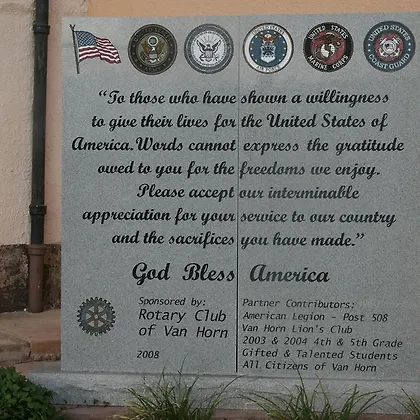 UNITED STATES AIR FORCE
MARINE CORPS
UNITED STATES COAST GUARD
“To those who have shown a willingness
to give their lives for the United States of
America.Words cannot express the gratitude
owed to you for the freedoms we enjoy.
Please accept our interminable
appreciation for your service to our country
and the sacrifices you have made.”
God Bless America
Sponsored by:
Rotary Club
of Van Horn
2008
Partner Contributors:
American Legion - Post 508
Van Horn Lion's Club
2003 & 2004 4th & 5th Grade
Gifted & Talented Students
All Citizens of Van Horn